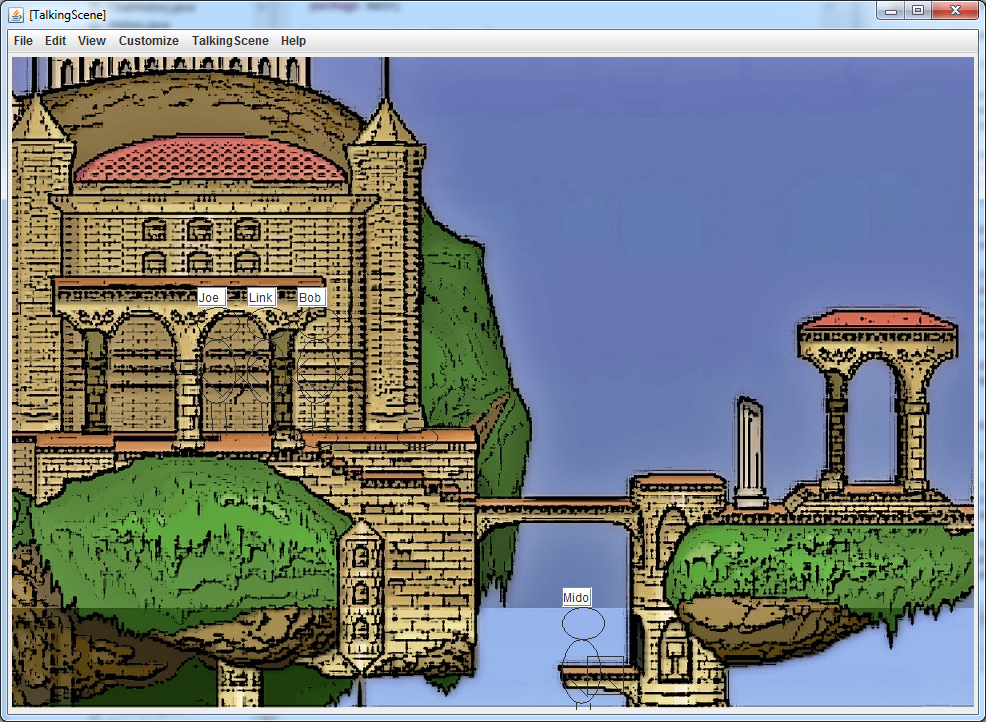 [TalkingScene]
File Edit View Customize TalkingScene Help
Joe Link Bob
Mido